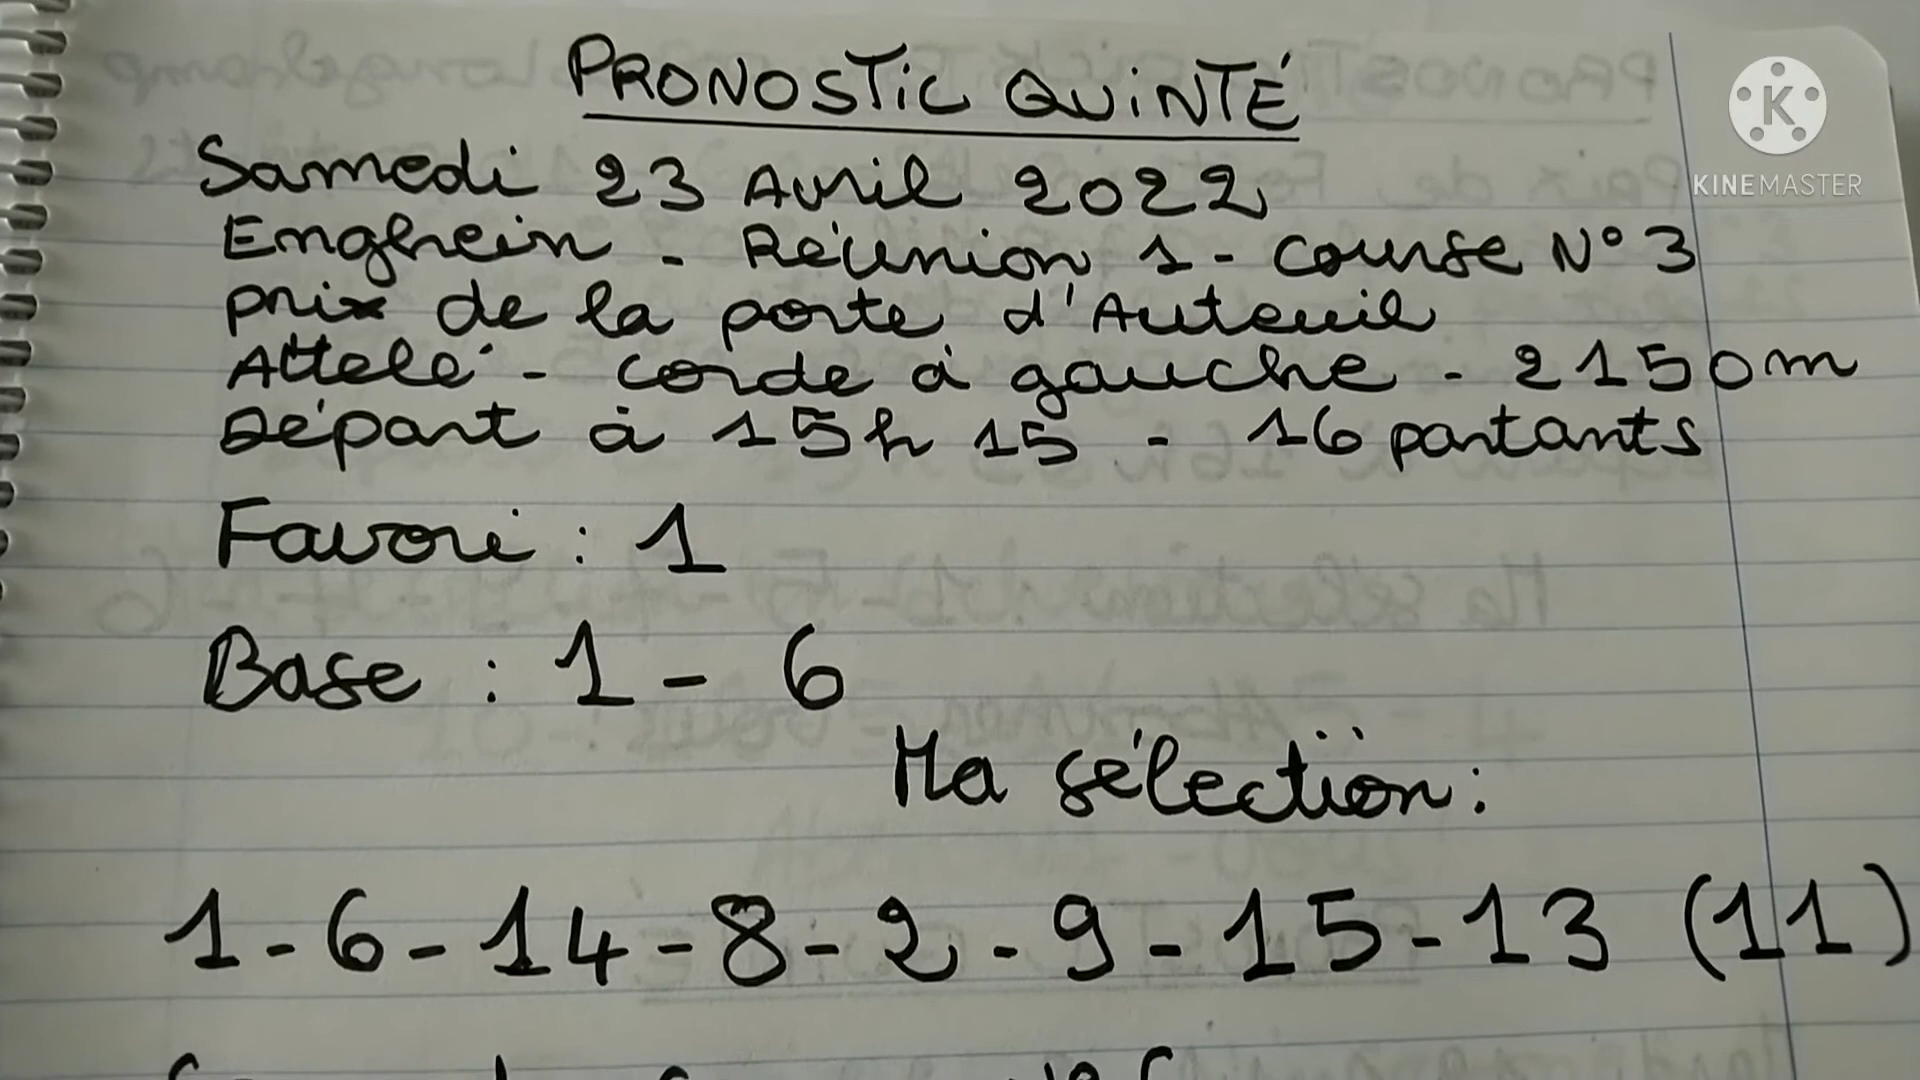 PRONOSTIC QUINTÉ
Samedi 23 Avril 2022
Enghein - Réunion 1 - course N° 3
prix de la porte d'Auteuil
Attelé - corde à gauche - 2150m
Départ à 15h15 - 16 partants
Favori : 1
Base : 1 - 6
Ma sélection :
1 - 6 - 14 - 8 - 2 - 9 - 15 - 13 (11)
K
KINEMASTER